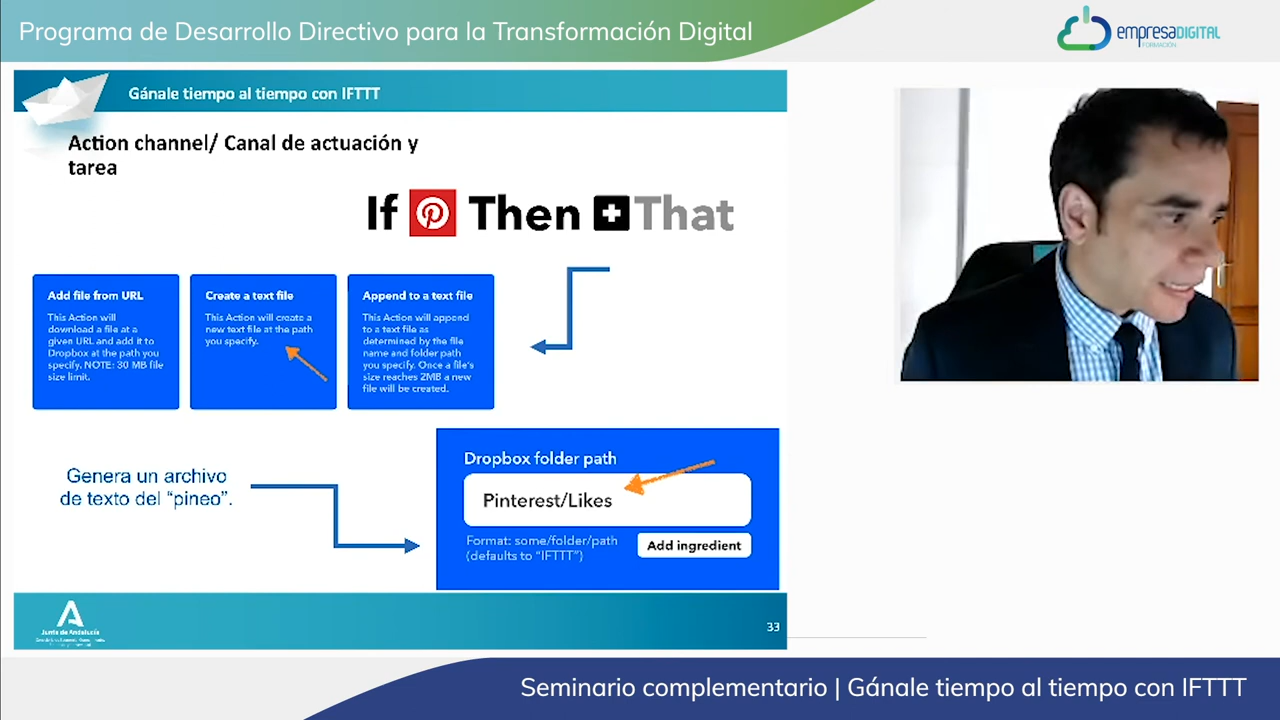 Programa de Desarrollo Directivo para la Transformación Digital
empresaDIGITAL
FORMACIÓN
Gánale tiempo al tiempo con IFTTT
Action channel/ Canal de actuación y
tarea
If Then That
Add file from URL
This Action will
download a file at a
given URL and add it to
Dropbox at the path you
specify. NOTE: 30 MB file
size limit.
Create a text file
This Action will create a
new text file at the path
you specify.
Append to a text file
This Action will append
to a text file as
determined by the file
name and folder path
you specify. Once a file's
size reaches 2MB a new
file will be created.
Genera un archivo
de texto del “pineo”.
Dropbox folder path
Pinterest/Likes
Format: some/folder/path
(defaults to “IFTTT”)
Add ingredient
Junta de Andalucía
33
Seminario complementario | Gánale tiempo al tiempo con IFTTT